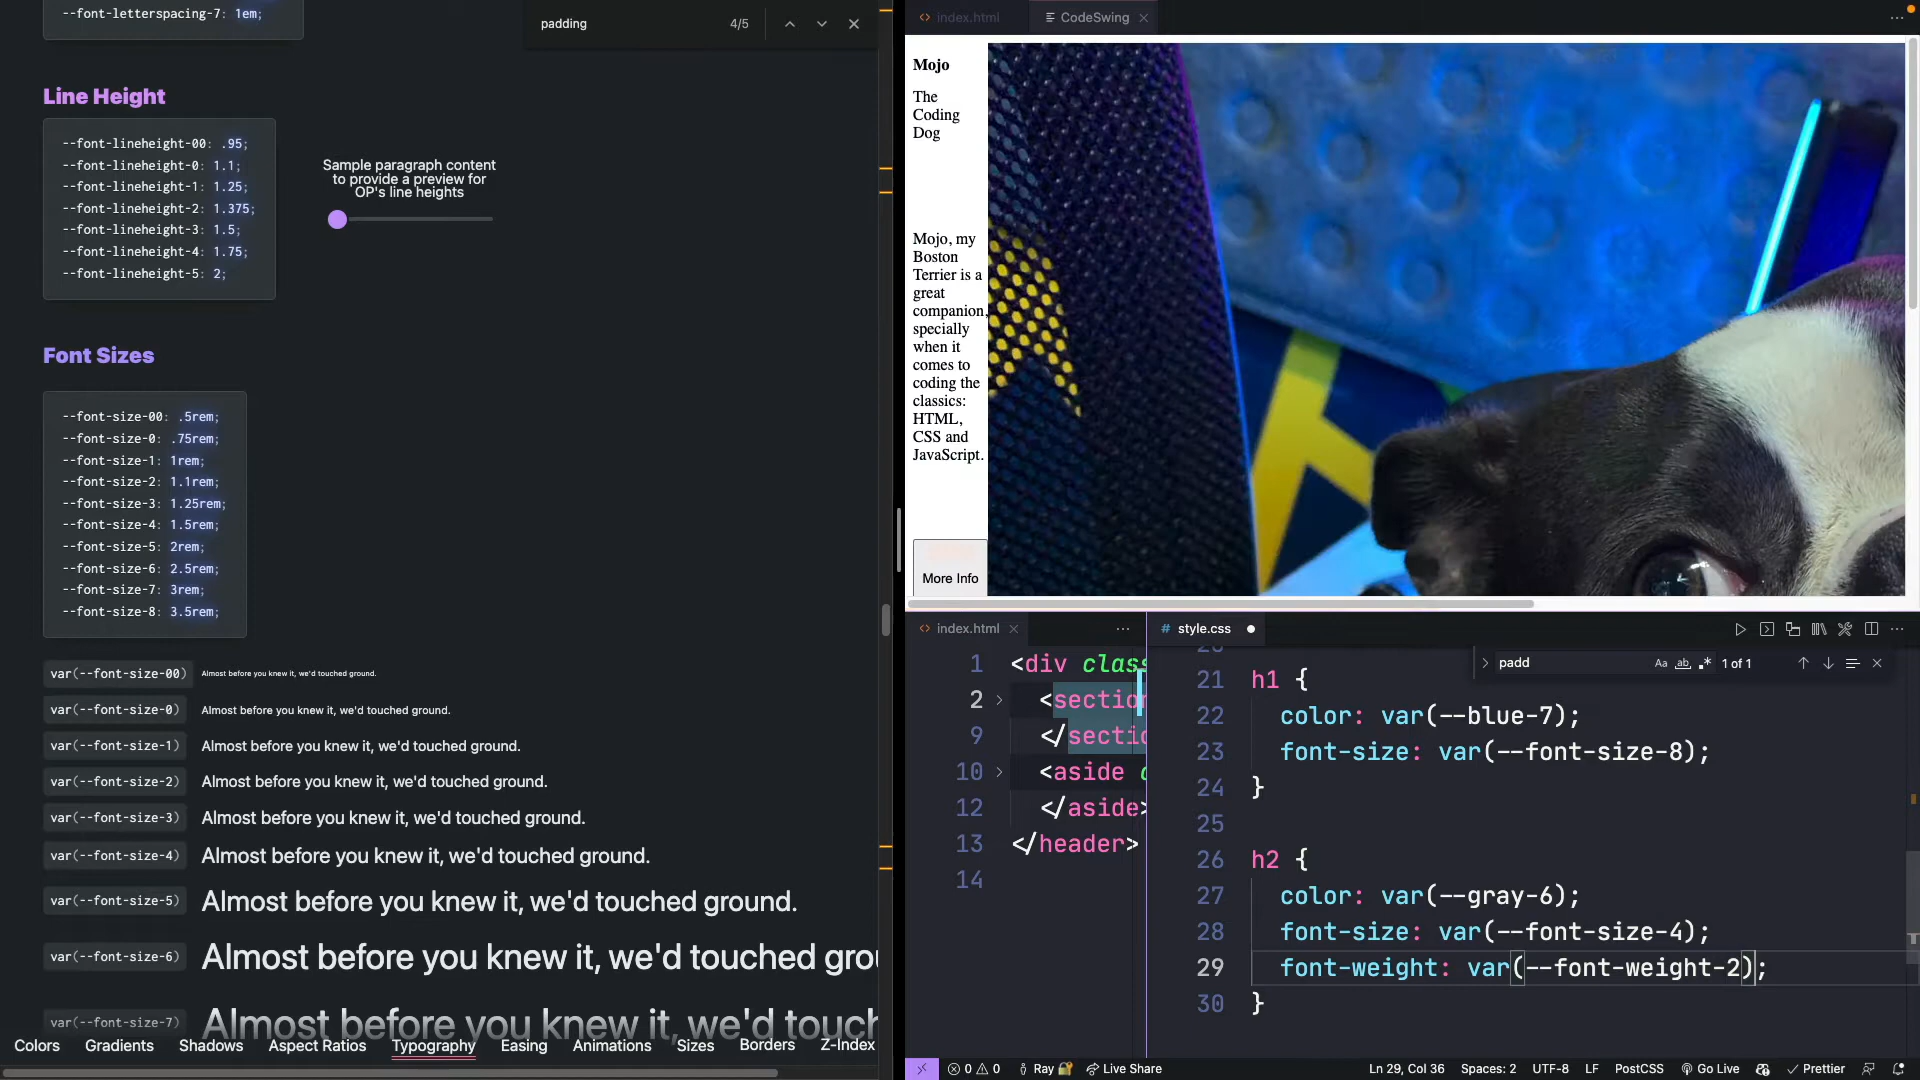 --font-letterspacing-7: 1em;
padding
4/5
Line Height
--font-lineheight-00: .95;
--font-lineheight-0: 1.1;
--font-lineheight-1: 1.25;
--font-lineheight-2: 1.375;
--font-lineheight-3: 1.5;
--font-lineheight-4: 1.75;
--font-lineheight-5: 2;
Sample paragraph content
to provide a preview for
OP's line heights
Font Sizes
--font-size-00: .5rem;
--font-size-0: .75rem;
--font-size-1: 1rem;
--font-size-2: 1.1rem;
--font-size-3: 1.25rem;
--font-size-4: 1.5rem;
--font-size-5: 2rem;
--font-size-6: 2.5rem;
--font-size-7: 3rem;
--font-size-8: 3.5rem;
var(--font-size-00) Almost before you knew it, we'd touched ground.
var(--font-size-0) Almost before you knew it, we'd touched ground.
var(--font-size-1) Almost before you knew it, we'd touched ground.
var(--font-size-2) Almost before you knew it, we'd touched ground.
var(--font-size-3) Almost before you knew it, we'd touched ground.
var(--font-size-4) Almost before you knew it, we'd touched ground.
var(--font-size-5) Almost before you knew it, we'd touched ground.
var(--font-size-6) Almost before you knew it, we'd touched grou
var(--font-size-7) Almost before you knew it, we'd touch
Colors Gradients Shadows Aspect Ratios Typography Easing Animations Sizes Borders Z-Index
index.html
CodeSwing
Mojo
The
Coding
Dog
Mojo, my
Boston
Terrier is a
great
companion,
specially
when it
comes to
coding the
classics:
HTML,
CSS and
JavaScript.
More Info
index.html
1 <div class
2 <section
9 </sectio
10 <aside c
12 </aside>
13 </header>
14
# style.css
padd
Aa ab .* 1 of 1
21 h1 {
22 color: var(--blue-7);
23 font-size: var(--font-size-8);
24 }
25
26 h2 {
27 color: var(--gray-6);
28 font-size: var(--font-size-4);
29 font-weight: var(--font-weight-2);
30 }
0 0 Ray Live Share
Ln 29, Col 36 Spaces: 2 UTF-8 LF PostCSS Go Live Prettier